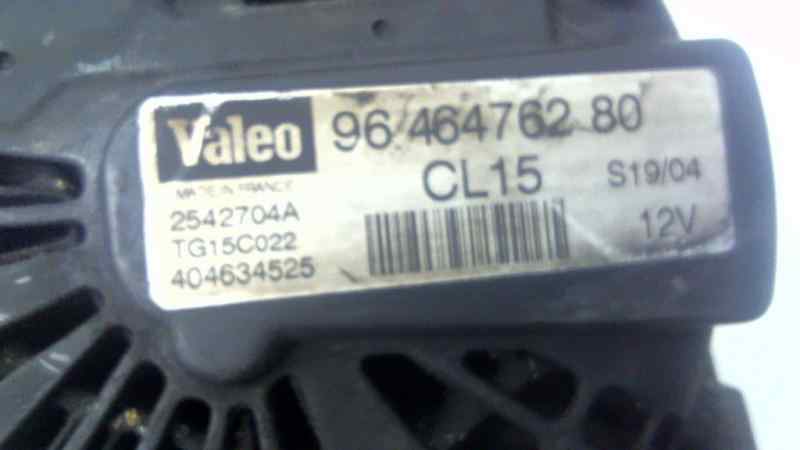 Valeo 96 464762 80
MADE IN FRANCE CL15 S19/04
2542704A 12V
TG15C022
404634525